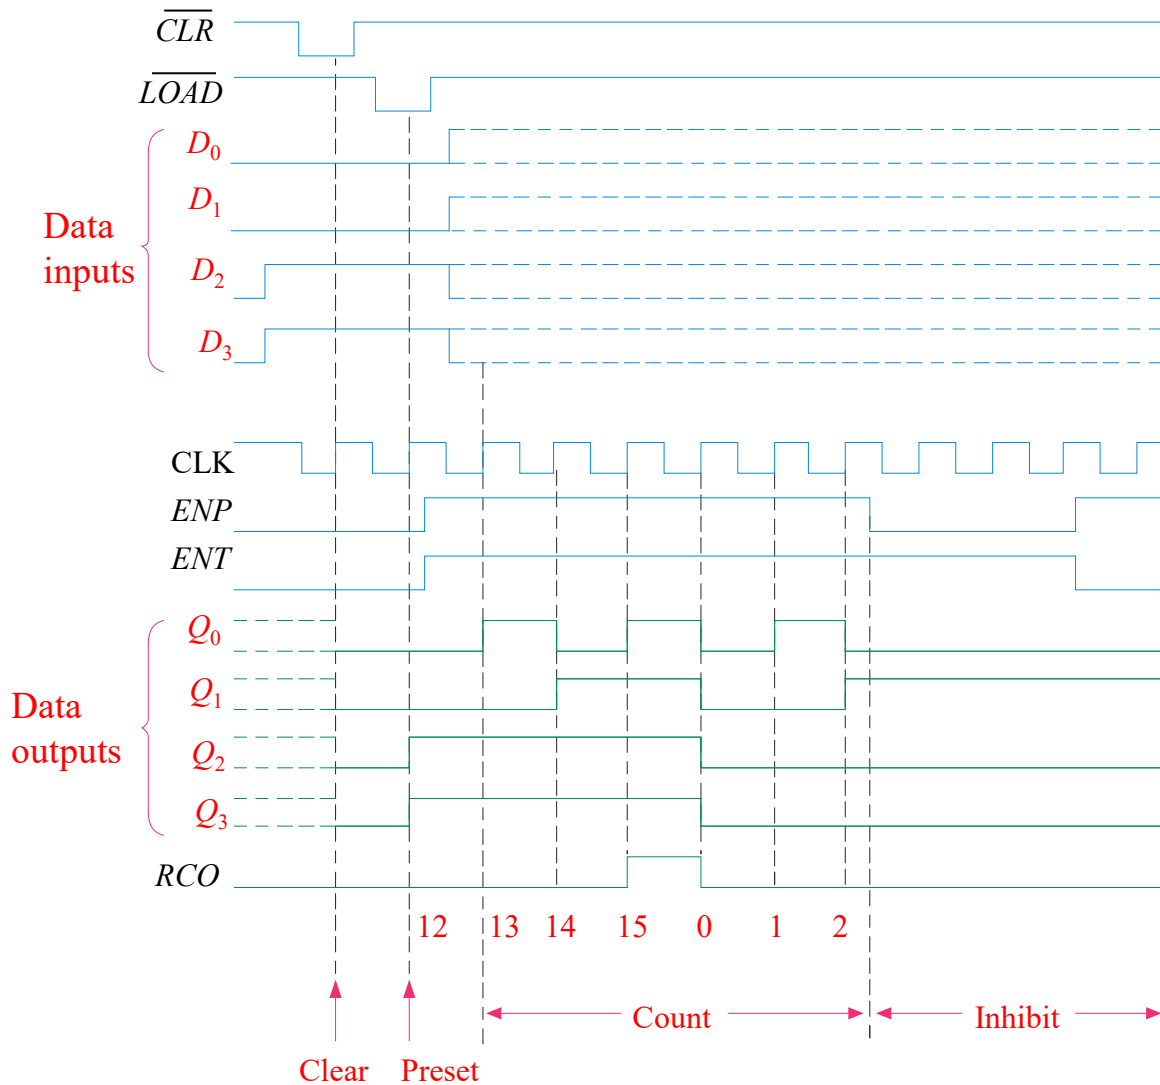 CLR
LOAD
D₀
D₁
Data
inputs
D₂
D₃
CLK
ENP
ENT
Q₀
Q₁
Data
outputs
Q₂
Q₃
RCO
12 13 14 15 0 1 2
Count Inhibit
Clear Preset